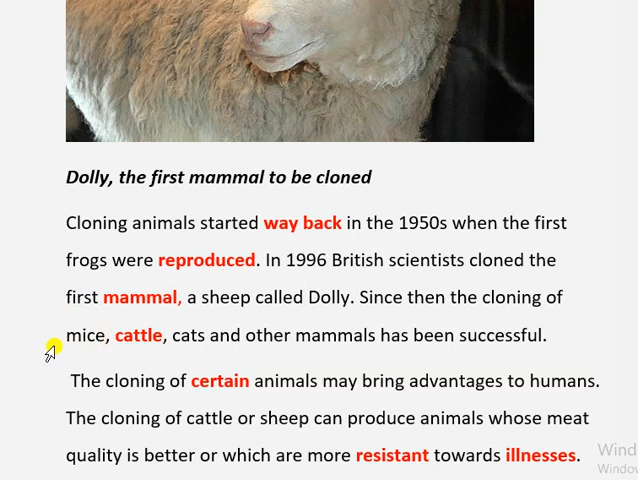 Dolly, the first mammal to be cloned
Cloning animals started way back in the 1950s when the first
frogs were reproduced. In 1996 British scientists cloned the
first mammal, a sheep called Dolly. Since then the cloning of
mice, cattle, cats and other mammals has been successful.
The cloning of certain animals may bring advantages to humans.
The cloning of cattle or sheep can produce animals whose meat
quality is better or which are more resistant towards illnesses.
Wind
Window